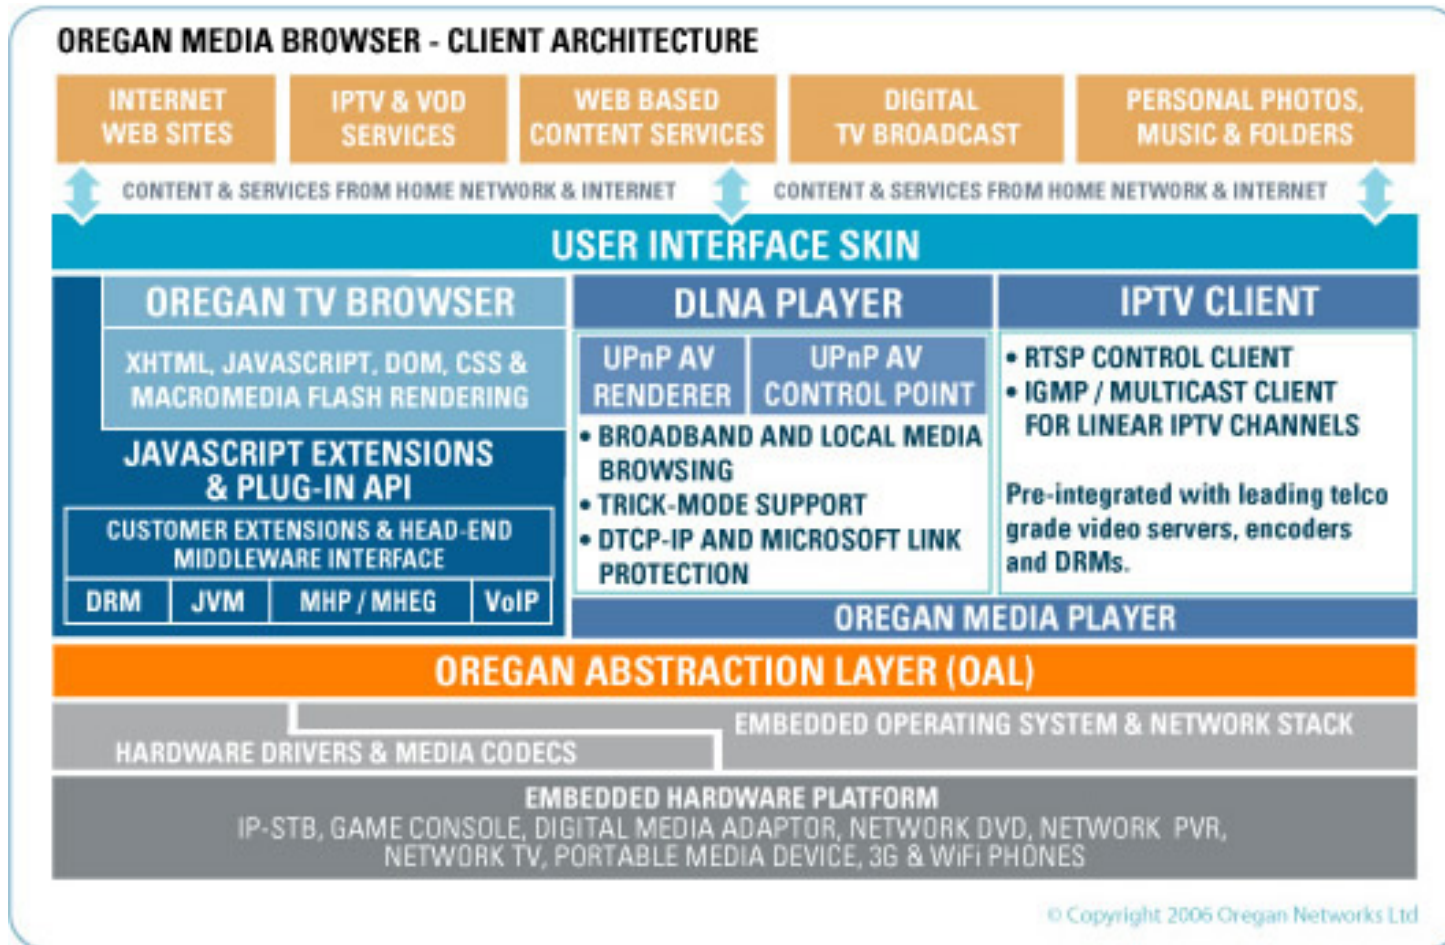 OREGAN MEDIA BROWSER - CLIENT ARCHITECTURE
INTERNET
WEB SITES
IPTV & VOD
SERVICES
WEB BASED
CONTENT SERVICES
DIGITAL
TV BROADCAST
PERSONAL PHOTOS,
MUSIC & FOLDERS
CONTENT & SERVICES FROM HOME NETWORK & INTERNET
CONTENT & SERVICES FROM HOME NETWORK & INTERNET
USER INTERFACE SKIN
OREGAN TV BROWSER
XHTML, JAVASCRIPT, DOM, CSS &
MACROMEDIA FLASH RENDERING
JAVASCRIPT EXTENSIONS
& PLUG-IN API
CUSTOMER EXTENSIONS & HEAD-END
MIDDLEWARE INTERFACE
DRM
JVM
MHP / MHEG
VoIP
DLNA PLAYER
UPnP AV
RENDERER
UPnP AV
CONTROL POINT
• BROADBAND AND LOCAL MEDIA
BROWSING
• TRICK-MODE SUPPORT
• DTCP-IP AND MICROSOFT LINK
PROTECTION
IPTV CLIENT
• RTSP CONTROL CLIENT
• IGMP / MULTICAST CLIENT
FOR LINEAR IPTV CHANNELS
Pre-integrated with leading telco
grade video servers, encoders
and DRMs.
OREGAN MEDIA PLAYER
OREGAN ABSTRACTION LAYER (OAL)
EMBEDDED OPERATING SYSTEM & NETWORK STACK
HARDWARE DRIVERS & MEDIA CODECS
EMBEDDED HARDWARE PLATFORM
IP-STB, GAME CONSOLE, DIGITAL MEDIA ADAPTOR, NETWORK DVD, NETWORK PVR,
NETWORK TV, PORTABLE MEDIA DEVICE, 3G & WiFi PHONES
© Copyright 2006 Oregan Networks Ltd